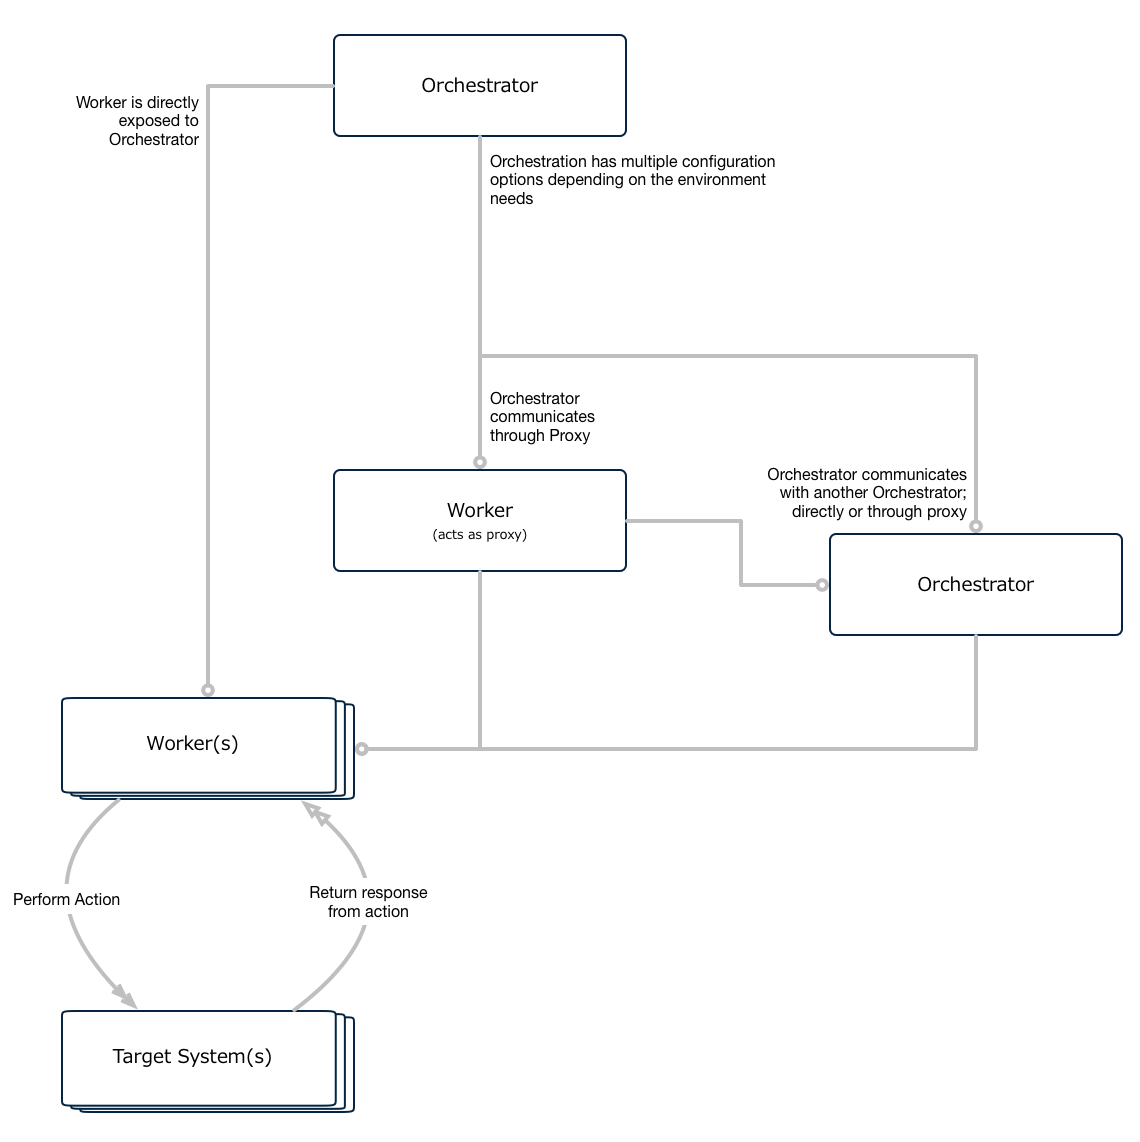 Orchestrator
Worker is directly
exposed to
Orchestrator
Orchestration has multiple configuration
options depending on the environment
needs
Orchestrator
communicates
through Proxy
Orchestrator communicates
with another Orchestrator;
directly or through proxy
Worker
(acts as proxy)
Orchestrator
Worker(s)
Perform Action
Return response
from action
Target System(s)